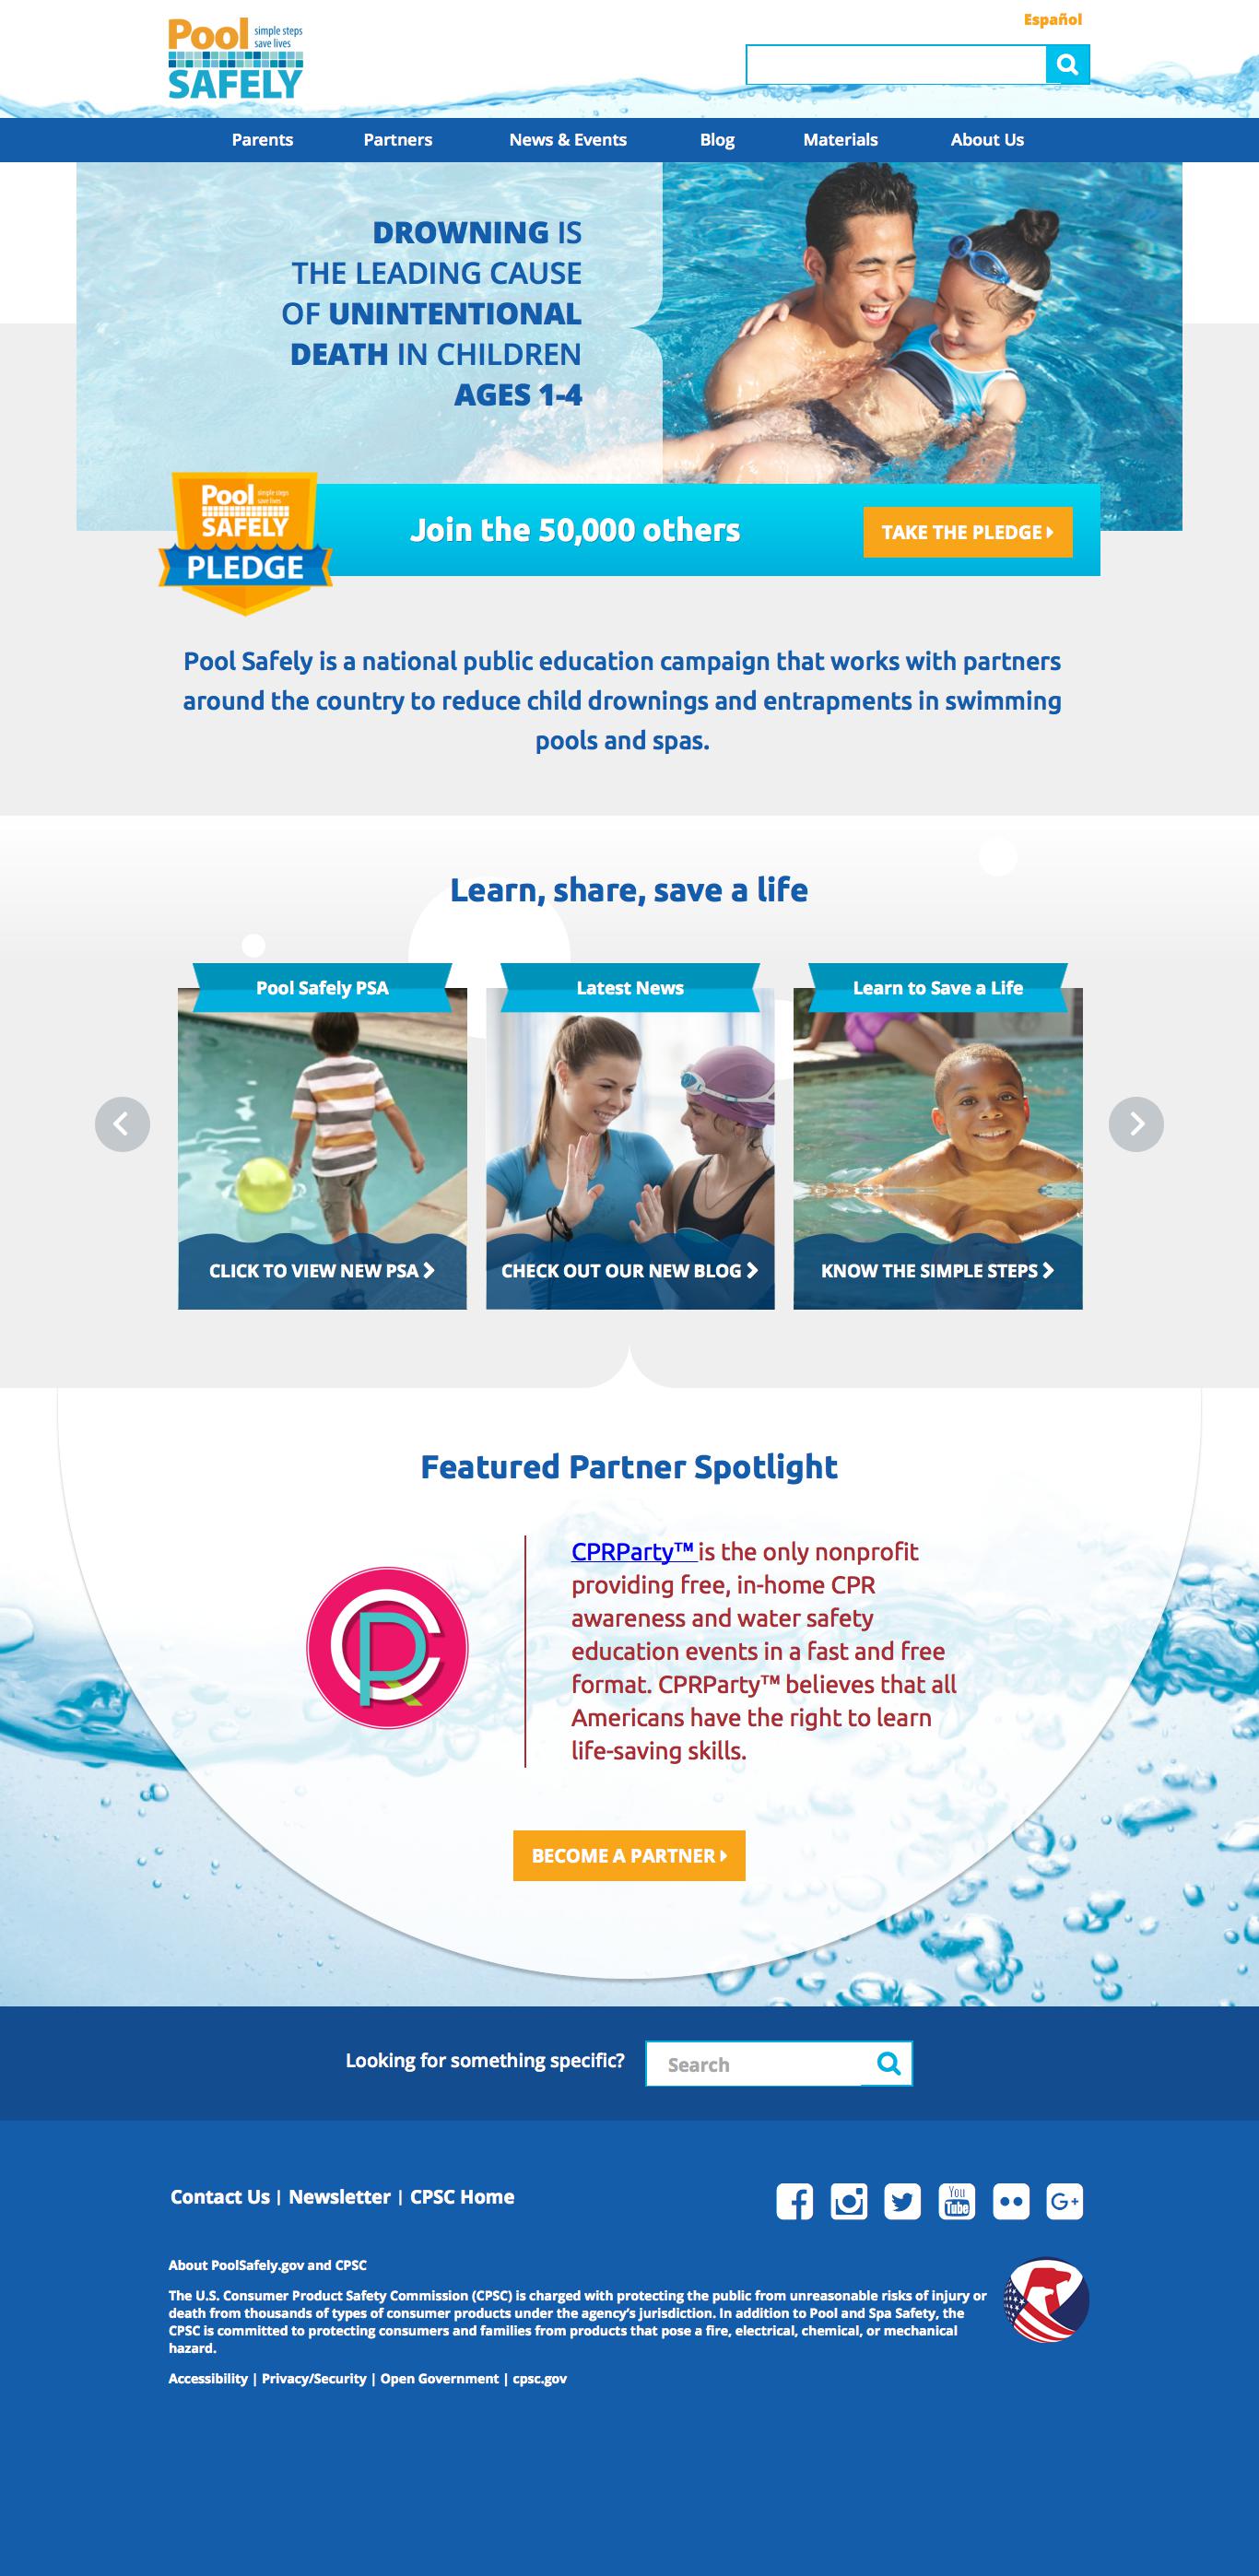 Pool simple steps
save lives
SAFELY
Español
Parents Partners News & Events Blog Materials About Us
DROWNING IS
THE LEADING CAUSE
OF UNINTENTIONAL
DEATH IN CHILDREN
AGES 1-4
Pool simple steps
save lives
SAFELY
PLEDGE
Join the 50,000 others
TAKE THE PLEDGE
Pool Safely is a national public education campaign that works with partners
around the country to reduce child drownings and entrapments in swimming
pools and spas.
Learn, share, save a life
Pool Safely PSA
CLICK TO VIEW NEW PSA
Latest News
CHECK OUT OUR NEW BLOG
Learn to Save a Life
KNOW THE SIMPLE STEPS
Featured Partner Spotlight
CPR
CPRParty™ is the only nonprofit
providing free, in-home CPR
awareness and water safety
education events in a fast and free
format. CPRParty™ believes that all
Americans have the right to learn
life-saving skills.
BECOME A PARTNER
Looking for something specific? Search
Contact Us | Newsletter | CPSC Home
You
Tube
G+
About PoolSafely.gov and CPSC
The U.S. Consumer Product Safety Commission (CPSC) is charged with protecting the public from unreasonable risks of injury or
death from thousands of types of consumer products under the agency's jurisdiction. In addition to Pool and Spa Safety, the
CPSC is committed to protecting consumers and families from products that pose a fire, electrical, chemical, or mechanical
hazard.
Accessibility | Privacy/Security | Open Government | cpsc.gov